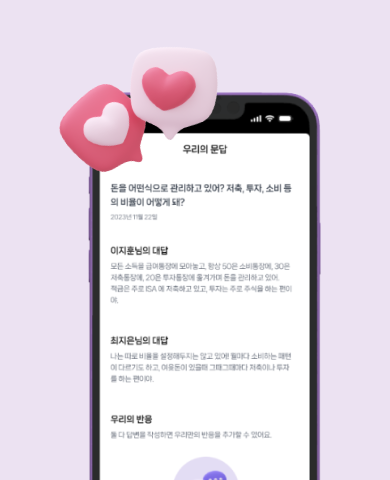 우리의 문답
돈을 어떤식으로 관리하고 있어? 저축, 투자, 소비 등
의 비율이 어떻게 돼?
2023년 11월 22일
이지훈님의 대답
모든 소득을 급여통장에 모아놓고, 항상 50은 소비통장에, 30은
저축통장에, 20은 투자통장에 옮겨가며 돈을 관리하고 있어.
적금은 주로 ISA 에 저축하고 있고, 투자는 주로 주식을 하는 편이
야.
최지은님의 대답
나는 따로 비율을 설정해두지는 않고 있어! 월마다 소비하는 패턴
이 다르기도 하고, 여윳돈이 있을때 그때그때마다 저축이나 투자
를 하는 편이야.
우리의 반응
둘 다 답변을 작성하면 우리만의 반응을 추가할 수 있어요.